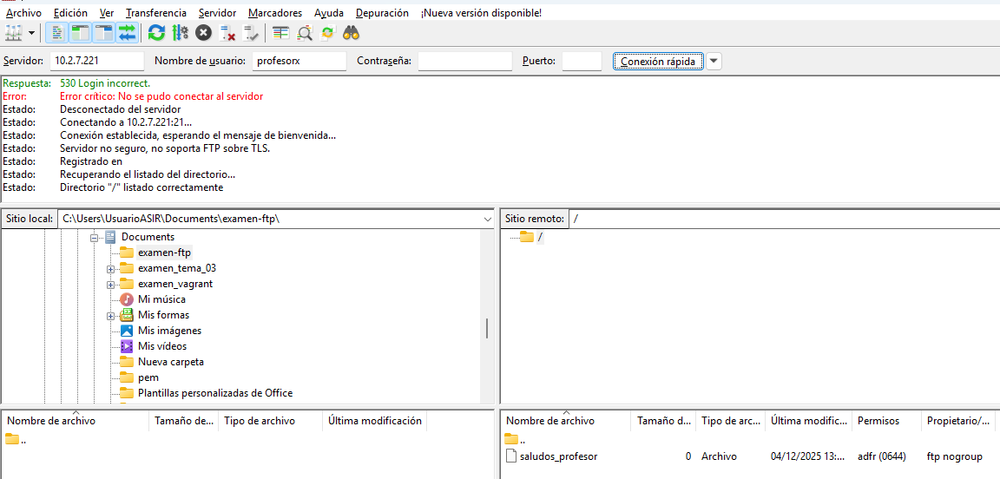 Archivo Edición Ver Transferencia Servidor Marcadores Ayuda Depuración ¡Nueva versión disponible!
Servidor: 10.2.7.221 Nombre de usuario: profesorx Contraseña: Puerto: Conexión rápida
Respuesta: 530 Login incorrect.
Error: Error crítico: No se pudo conectar al servidor
Estado: Desconectado del servidor
Estado: Conectando a 10.2.7.221:21...
Estado: Conexión establecida, esperando el mensaje de bienvenida...
Estado: Servidor no seguro, no soporta FTP sobre TLS.
Estado: Registrado en
Estado: Recuperando el listado del directorio...
Estado: Directorio "/" listado correctamente
Sitio local: C:\Users\UsuarioASIR\Documents\examen-ftp\
Documents
examen-ftp
examen_tema_03
examen_vagrant
Mi música
Mis formas
Mis imágenes
Mis vídeos
Nueva carpeta
pem
Plantillas personalizadas de Office
Nombre de archivo Tamaño de... Tipo de archivo Última modificación
..
Sitio remoto: /
/
Nombre de archivo Tamaño d... Tipo de arc... Última modific... Permisos Propietario/...
..
saludos_profesor 0 Archivo 04/12/2025 13:... adfr (0644) ftp nogroup